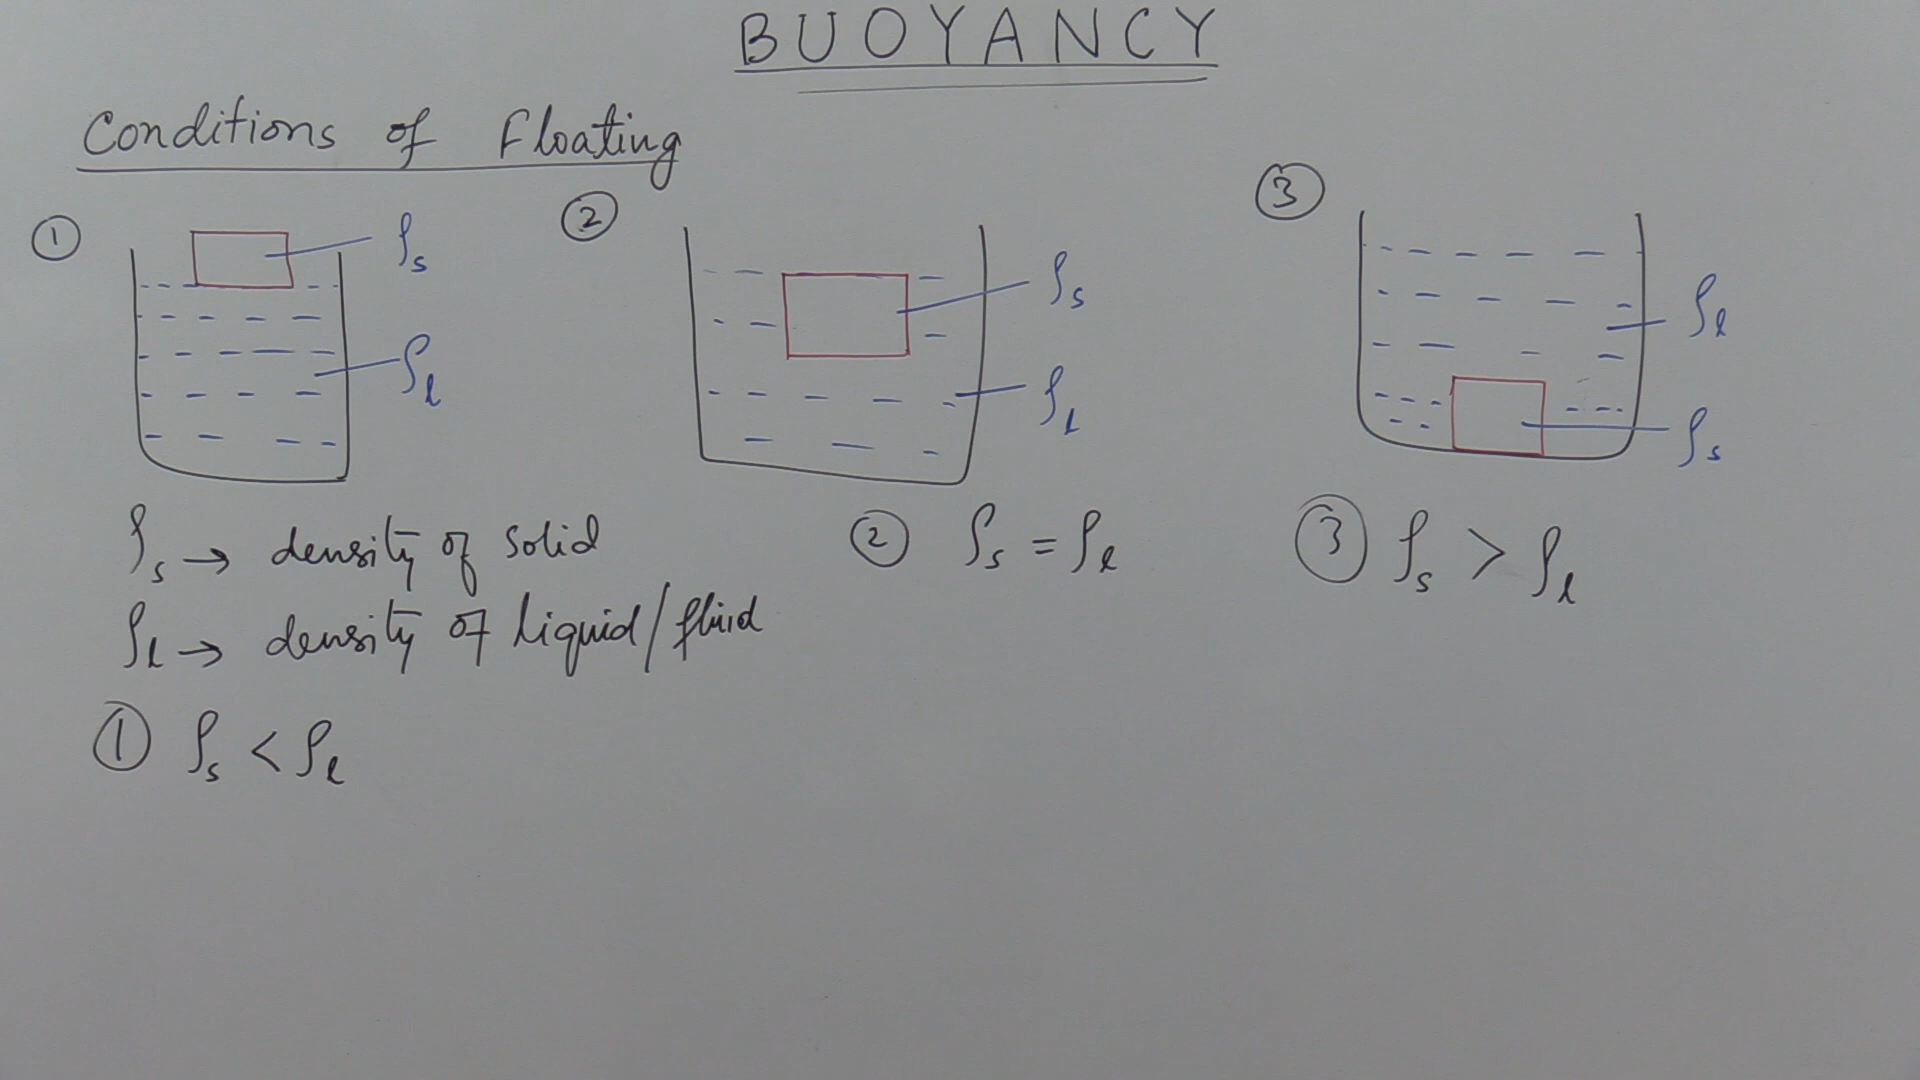 BUOYANCY
Conditions of Floating
①
ρs
ρl
②
ρs
ρl
③
ρl
ρs
ρs → density of solid
ρl → density of liquid/fluid
① ρs < ρl
② ρs = ρl
③ ρs > ρl